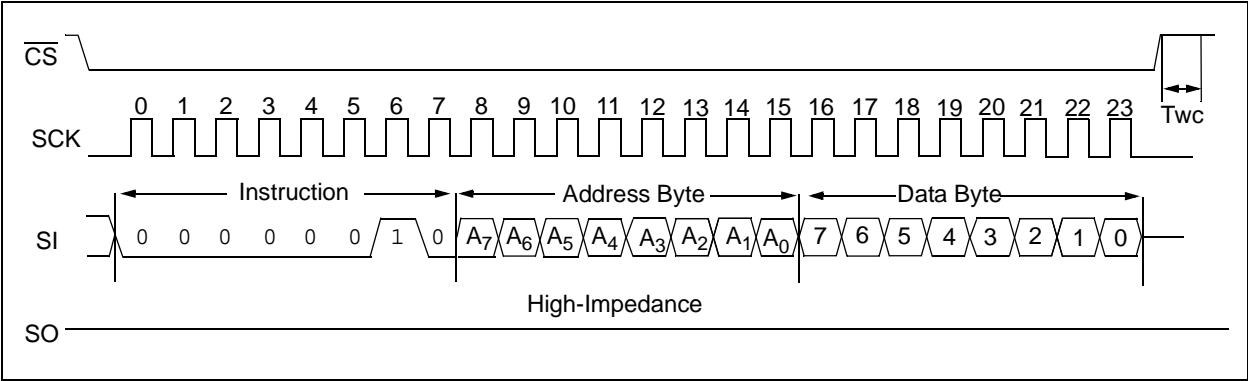 CS
0 1 2 3 4 5 6 7 8 9 10 11 12 13 14 15 16 17 18 19 20 21 22 23
Twc
SCK
Instruction Address Byte Data Byte
SI 0 0 0 0 0 0 1 0 A7 A6 A5 A4 A3 A2 A1 A0 7 6 5 4 3 2 1 0
High-Impedance
SO